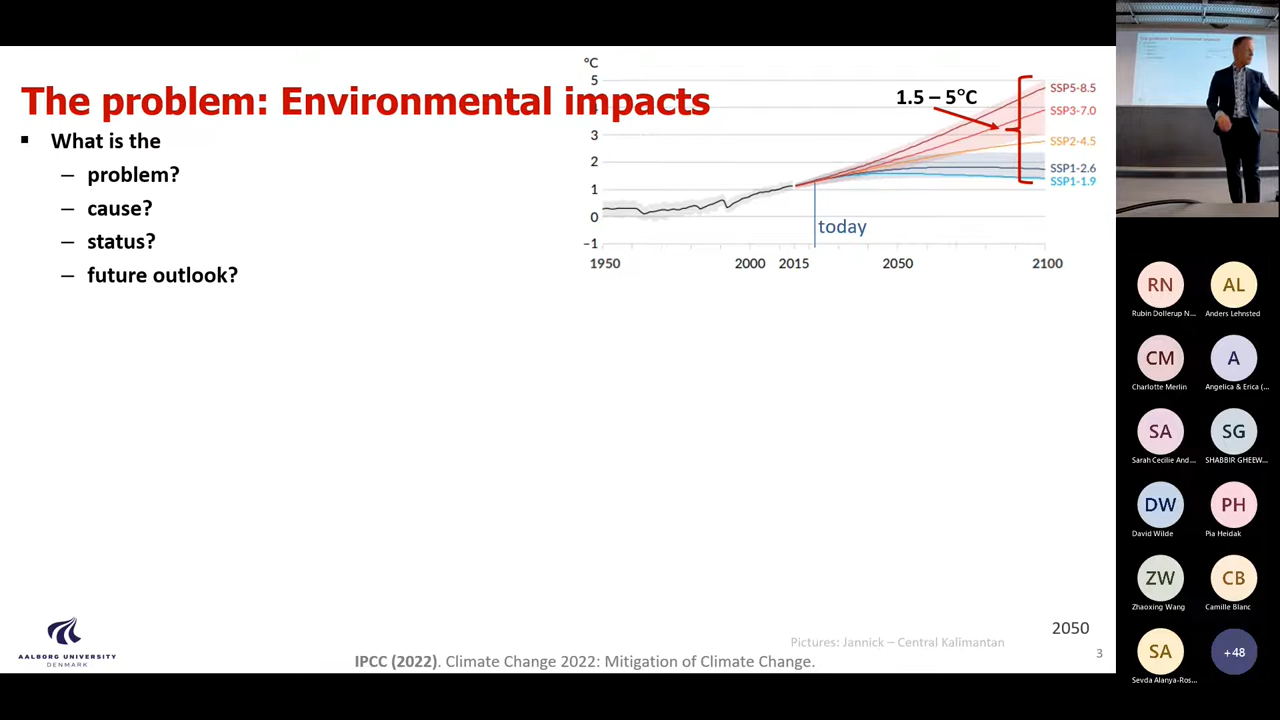 The problem: Environmental impacts
▪ What is the
– problem?
– cause?
– status?
– future outlook?
°C
5
4
3
2
1
0
−1
1950
2000
2015
2050
2100
1.5 – 5°C
today
SSP5-8.5
SSP3-7.0
SSP2-4.5
SSP1-2.6
SSP1-1.9
2050
Pictures: Jannick – Central Kalimantan
3
IPCC (2022). Climate Change 2022: Mitigation of Climate Change.
AALBORG UNIVERSITY
DENMARK
The problem: Environmental impacts
RN
AL
Rubin Dollerup N...
Anders Lehnsted
CM
A
Charlotte Merlin
Angelica & Erica (...
SA
SG
Sarah Cecilie And...
SHABBIR GHEEW...
DW
PH
David Wilde
Pia Heidak
ZW
CB
Zhaoxing Wang
Camille Blanc
SA
+48
Sevda Alanya-Ros...